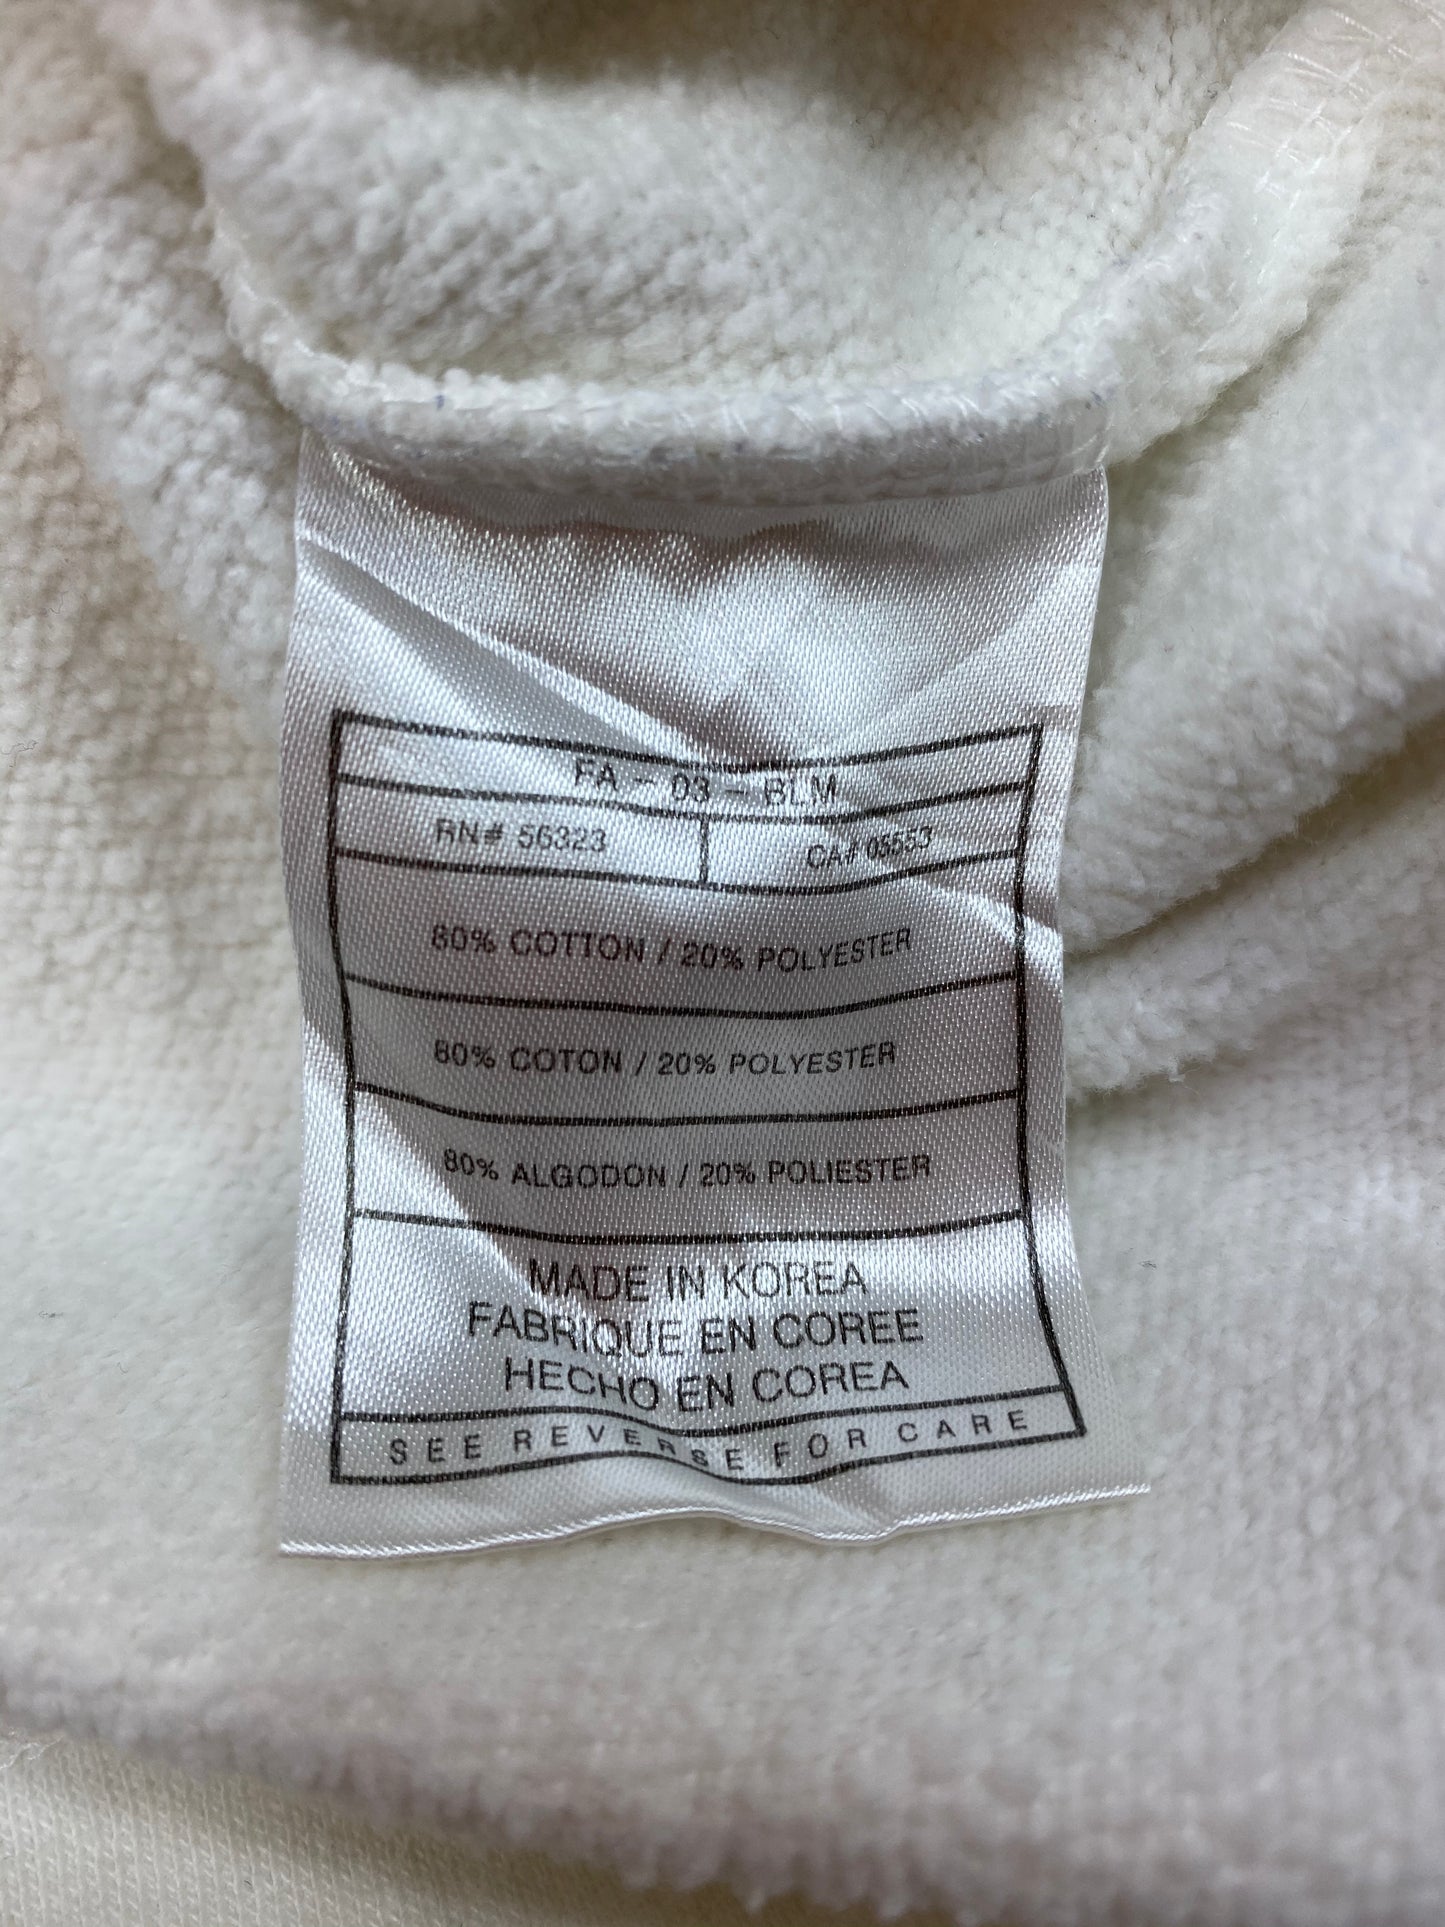 FA - 03 - BLM
RN# 56323 CA# 05553
80% COTTON / 20% POLYESTER
80% COTON / 20% POLYESTER
80% ALGODON / 20% POLIESTER
MADE IN KOREA
FABRIQUE EN COREE
HECHO EN COREA
SEE REVERSE FOR CARE